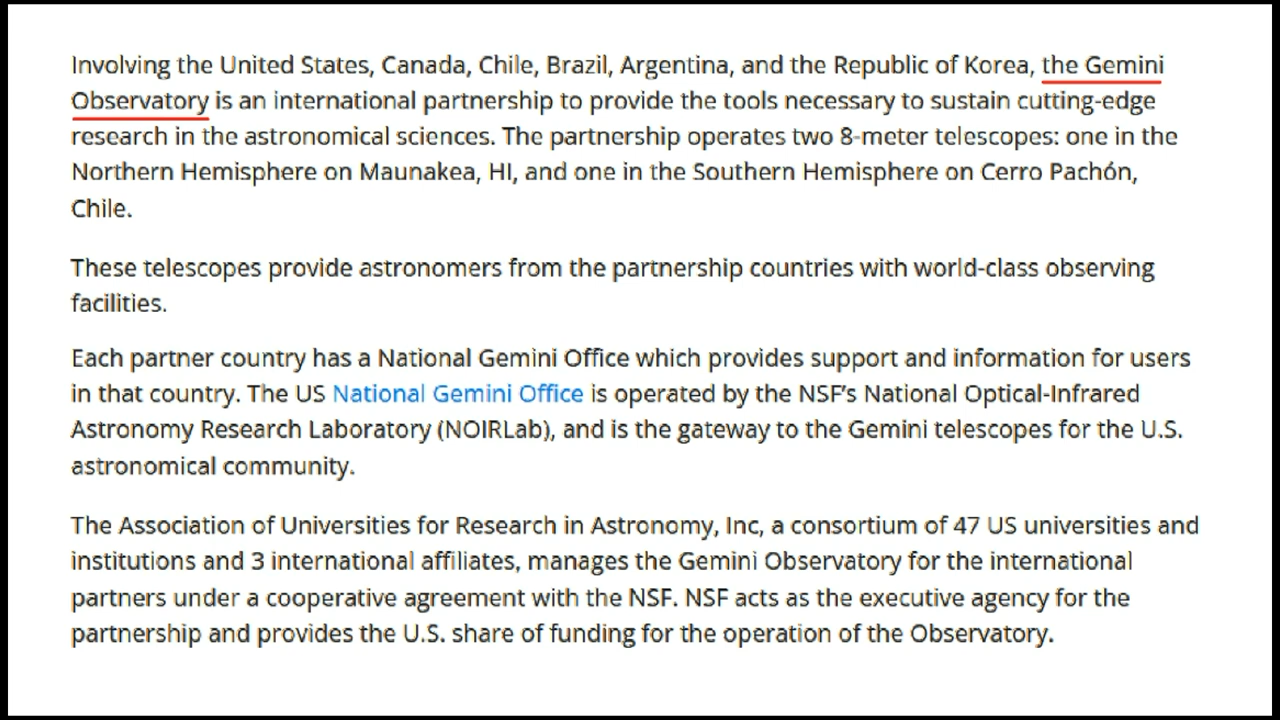 Involving the United States, Canada, Chile, Brazil, Argentina, and the Republic of Korea, the Gemini
Observatory is an international partnership to provide the tools necessary to sustain cutting-edge
research in the astronomical sciences. The partnership operates two 8-meter telescopes: one in the
Northern Hemisphere on Maunakea, HI, and one in the Southern Hemisphere on Cerro Pachón,
Chile.
These telescopes provide astronomers from the partnership countries with world-class observing
facilities.
Each partner country has a National Gemini Office which provides support and information for users
in that country. The US National Gemini Office is operated by the NSF’s National Optical-Infrared
Astronomy Research Laboratory (NOIRLab), and is the gateway to the Gemini telescopes for the U.S.
astronomical community.
The Association of Universities for Research in Astronomy, Inc, a consortium of 47 US universities and
institutions and 3 international affiliates, manages the Gemini Observatory for the international
partners under a cooperative agreement with the NSF. NSF acts as the executive agency for the
partnership and provides the U.S. share of funding for the operation of the Observatory.